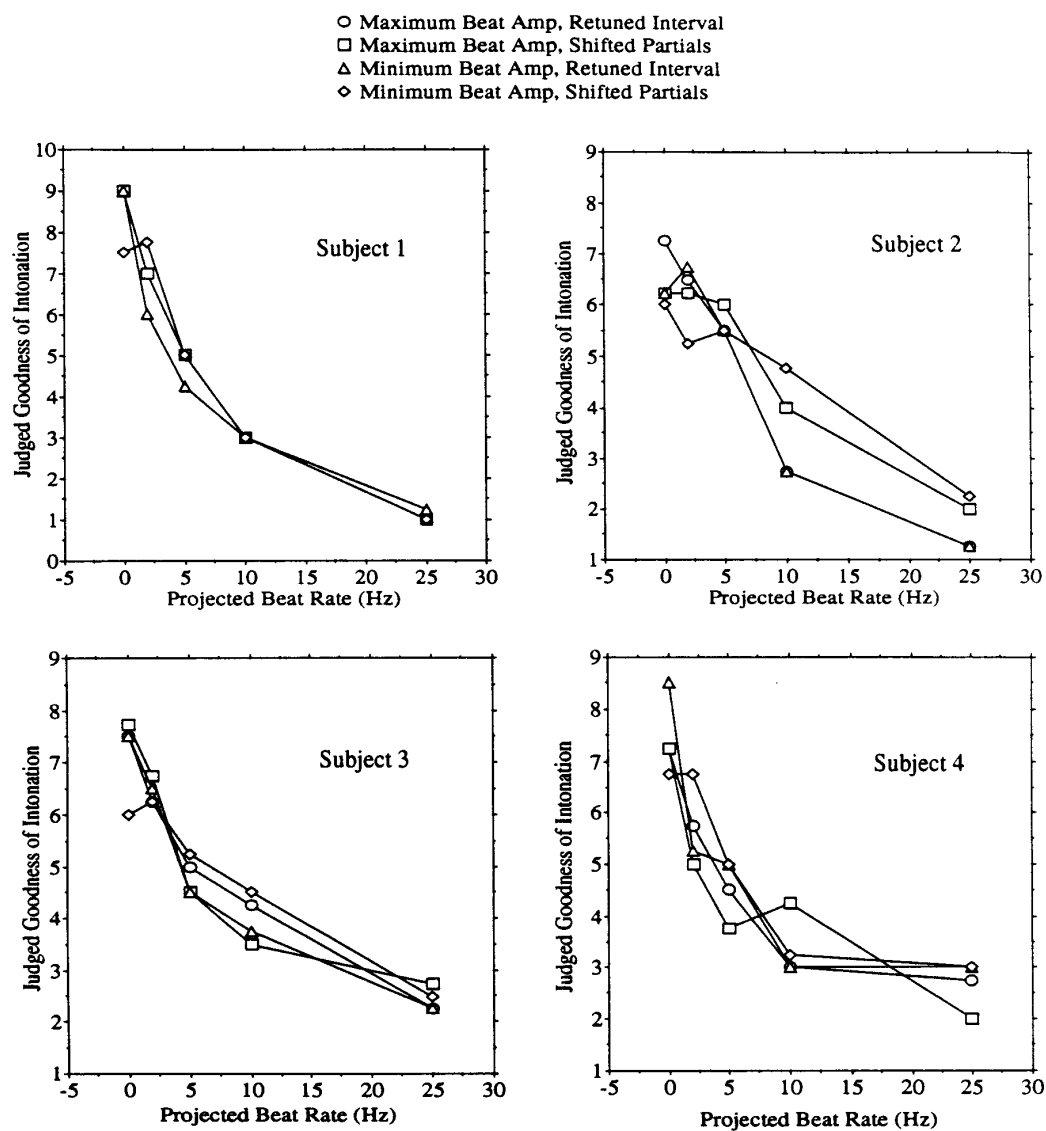 Maximum Beat Amp, Retuned Interval
Maximum Beat Amp, Shifted Partials
Minimum Beat Amp, Retuned Interval
Minimum Beat Amp, Shifted Partials
Judged Goodness of Intonation
10
9
8
7
6
5
4
3
2
1
0
Subject 1
-5 0 5 10 15 20 25 30
Projected Beat Rate (Hz)
Judged Goodness of Intonation
9
8
7
6
5
4
3
2
1
Subject 2
-5 0 5 10 15 20 25 30
Projected Beat Rate (Hz)
Judged Goodness of Intonation
9
8
7
6
5
4
3
2
1
Subject 3
-5 0 5 10 15 20 25 30
Projected Beat Rate (Hz)
Judged Goodness of Intonation
9
8
7
6
5
4
3
2
1
Subject 4
-5 0 5 10 15 20 25 30
Projected Beat Rate (Hz)